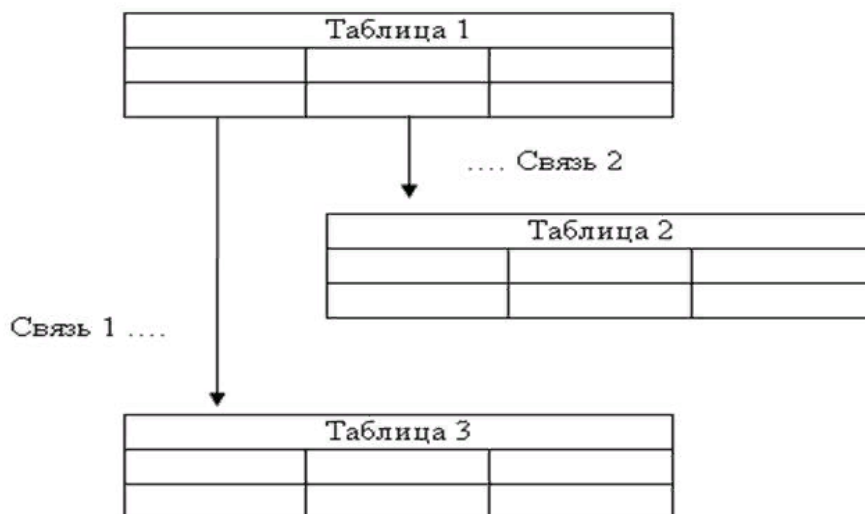 Таблица 1
.... Связь 2
Таблица 2
Связь 1 ....
Таблица 3